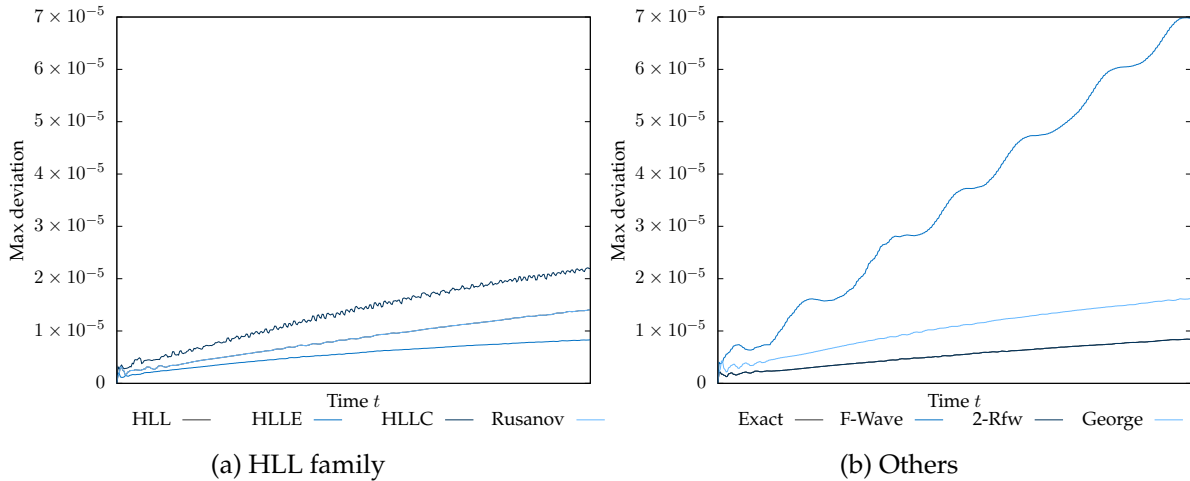 7 × 10⁻⁵
6 × 10⁻⁵
5 × 10⁻⁵
4 × 10⁻⁵
3 × 10⁻⁵
2 × 10⁻⁵
1 × 10⁻⁵
0
Max deviation
Time t
HLL HLLE HLLC Rusanov
(a) HLL family
7 × 10⁻⁵
6 × 10⁻⁵
5 × 10⁻⁵
4 × 10⁻⁵
3 × 10⁻⁵
2 × 10⁻⁵
1 × 10⁻⁵
0
Max deviation
Time t
Exact F-Wave 2-Rfw George
(b) Others